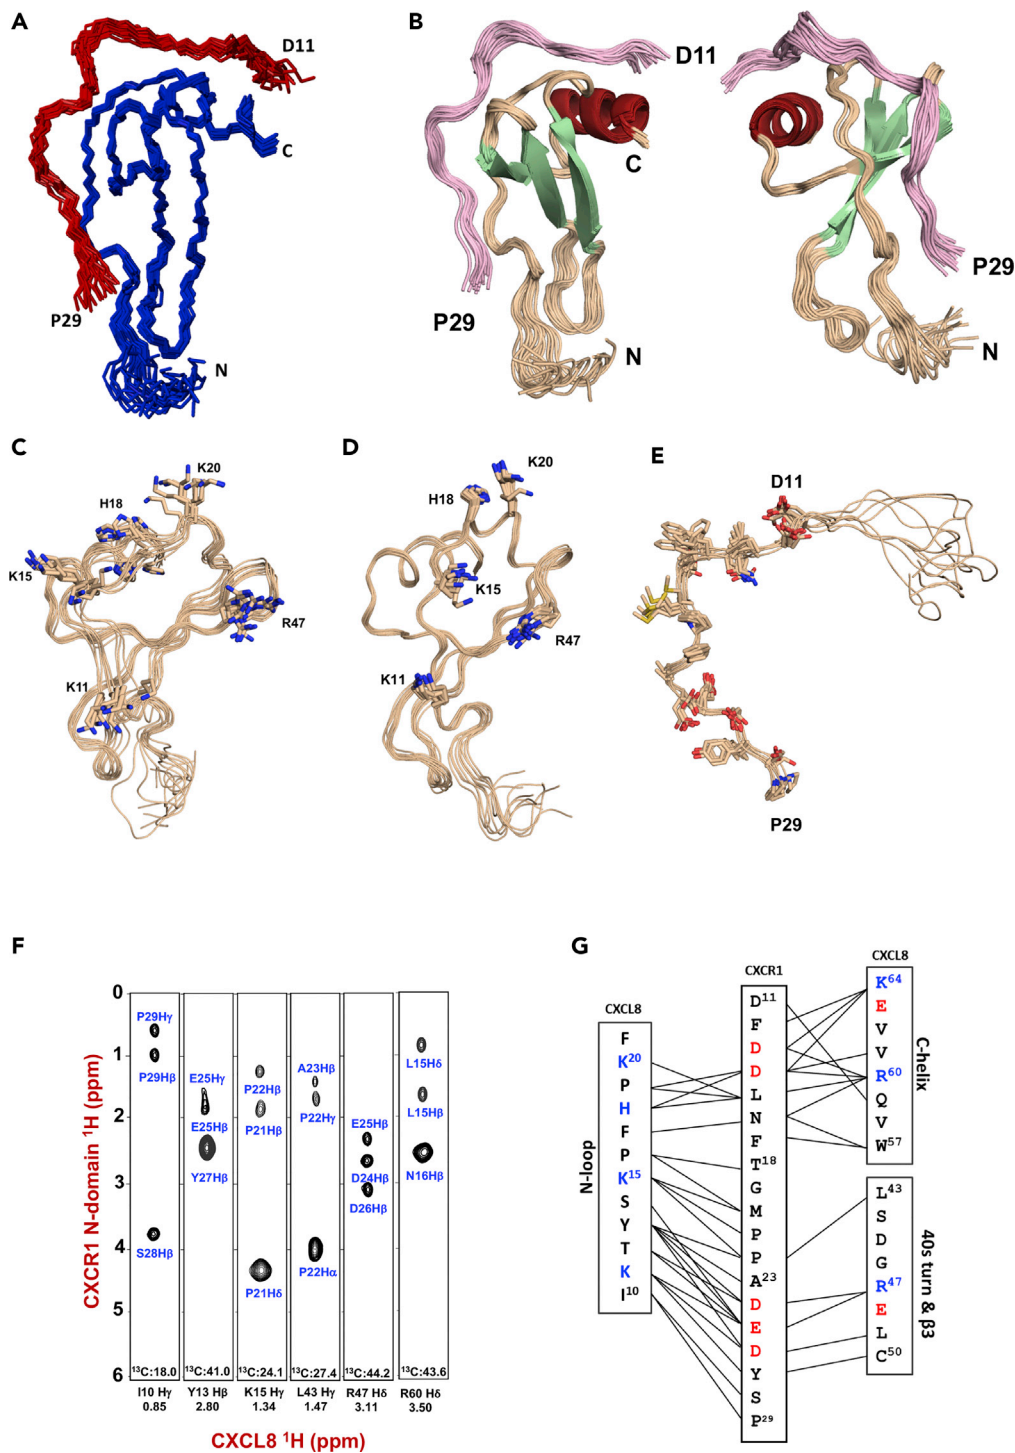 A
D11
C
P29
N
B
D11
C
P29
N
P29
N
C
K20
H18
K15
R47
K11
D
K20
H18
K15
R47
K11
E
D11
P29
F
CXCR1 N-domain ¹H (ppm)
0
1
2
3
4
5
6
P29Hγ
P29Hβ
S28Hβ
E25Hγ
E25Hβ
Y27Hβ
P22Hβ
P21Hβ
P21Hδ
A23Hβ
P22Hγ
P22Hα
E25Hβ
D24Hβ
D26Hβ
L15Hδ
L15Hβ
N16Hβ
¹³C:18.0 ¹³C:41.0 ¹³C:24.1 ¹³C:27.4 ¹³C:44.2 ¹³C:43.6
I10 Hγ Y13 Hβ K15 Hγ L43 Hγ R47 Hδ R60 Hδ
0.85 2.80 1.34 1.47 3.11 3.50
CXCL8 ¹H (ppm)
G
CXCL8
N-loop
F
K²⁰
P
H
F
P
K¹⁵
S
Y
T
K
I¹⁰
CXCR1
D¹¹
F
D
D
L
N
F
T¹⁸
G
M
P
P
A²³
D
E
D
Y
S
P²⁹
CXCL8
K⁶⁴
E
V
V
R⁶⁰
Q
V
W⁵⁷
C-helix
L⁴³
S
D
G
R⁴⁷
E
L
C⁵⁰
40s turn & β3